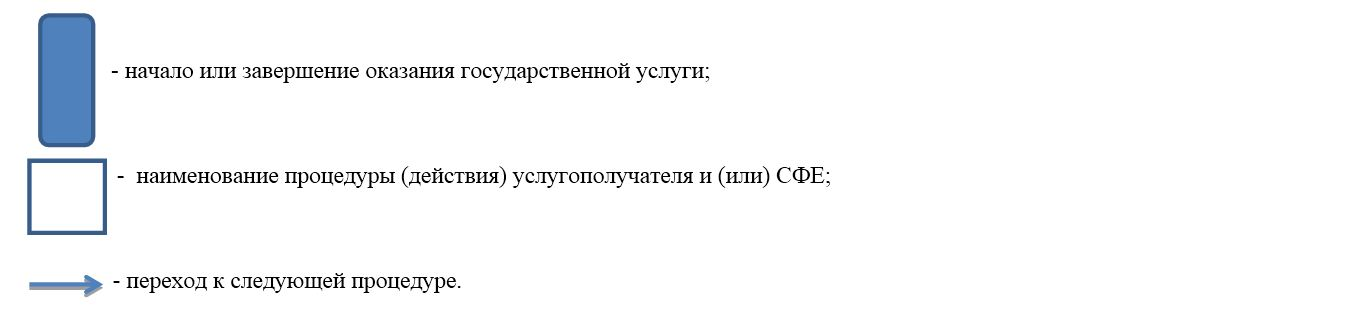 - начало или завершение оказания государственной услуги;
- наименование процедуры (действия) услугополучателя и (или) СФЕ;
- переход к следующей процедуре.